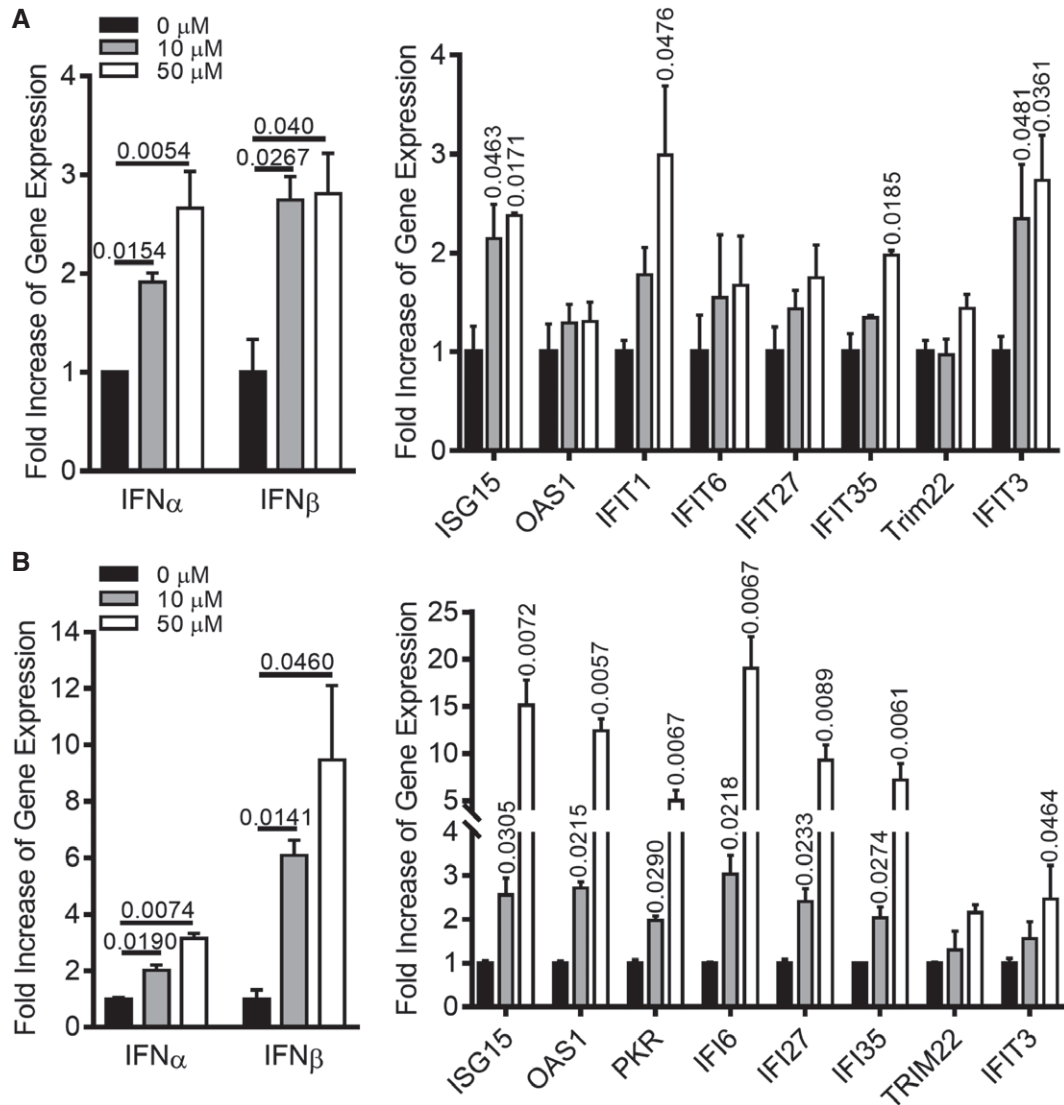 A
0 μM
10 μM
50 μM
Fold Increase of Gene Expression
4
3
2
1
0
0.0154
0.0054
0.0267
0.040
IFNα
IFNβ
Fold Increase of Gene Expression
4
3
2
1
0
0.0463
0.0171
0.0476
0.0185
0.0481
0.0361
ISG15
OAS1
IFIT1
IFIT6
IFIT27
IFIT35
Trim22
IFIT3
B
0 μM
10 μM
50 μM
Fold Increase of Gene Expression
14
12
10
8
6
4
2
0
0.0190
0.0074
0.0141
0.0460
IFNα
IFNβ
Fold Increase of Gene Expression
25
20
15
10
5
4
3
2
1
0
0.0305
0.0072
0.0215
0.0057
0.0290
0.0067
0.0218
0.0067
0.0233
0.0089
0.0274
0.0061
0.0464
ISG15
OAS1
PKR
IFI6
IFI27
IFI35
TRIM22
IFIT3